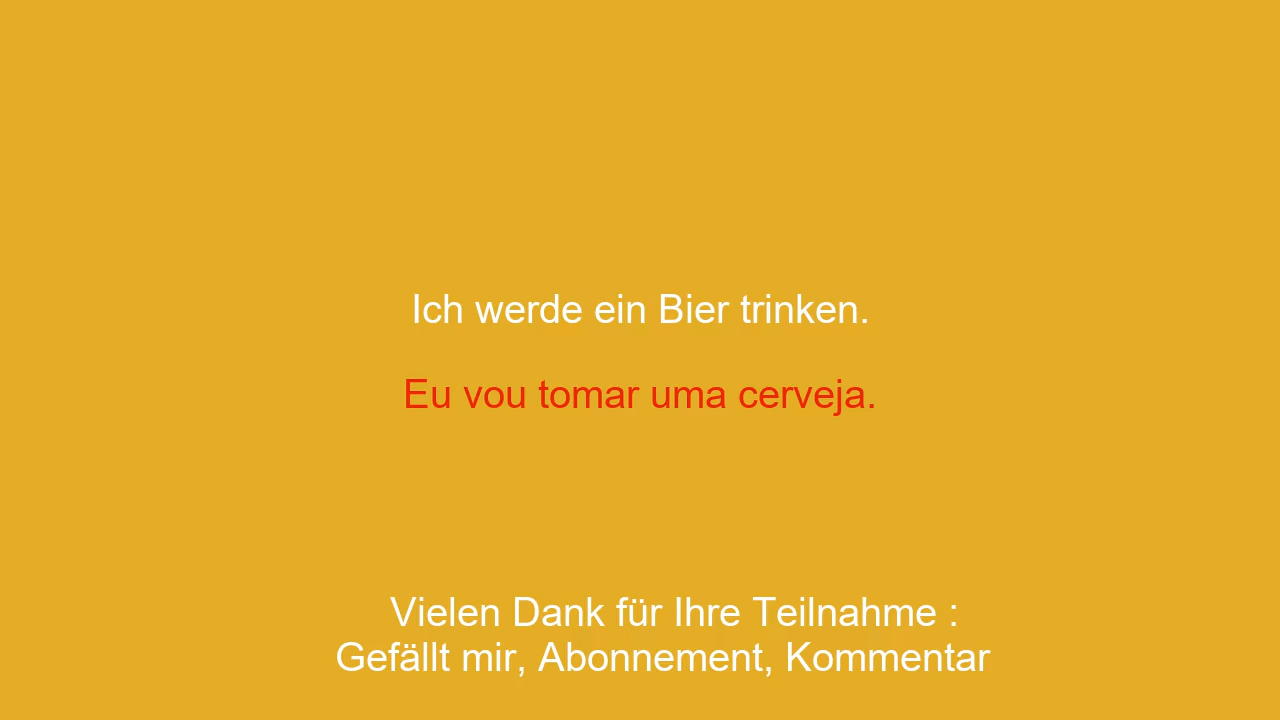 Ich werde ein Bier trinken.
Eu vou tomar uma cerveja.
Vielen Dank für Ihre Teilnahme :
Gefällt mir, Abonnement, Kommentar